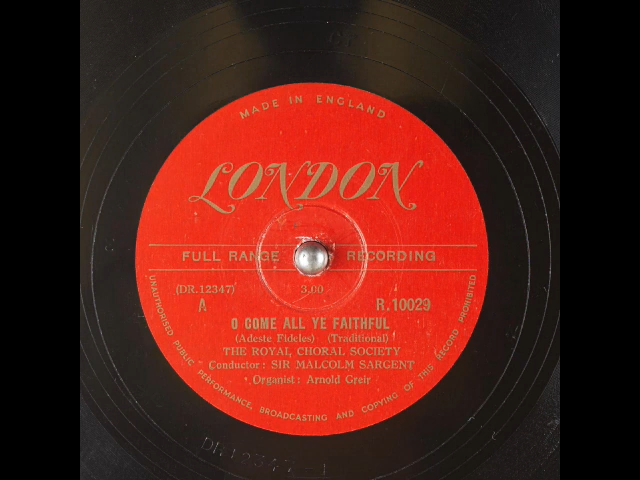 MADE IN ENGLAND
LONDON
FULL RANGE RECORDING
(DR.12347) 3.00
A R.10029
O COME ALL YE FAITHFUL
(Adeste Fideles) (Traditional)
THE ROYAL CHORAL SOCIETY
Conductor: SIR MALCOLM SARGENT
Organist: Arnold Greir
UNAUTHORISED PUBLIC PERFORMANCE, BROADCASTING AND COPYING OF THIS RECORD PROHIBITED
DR12347-1